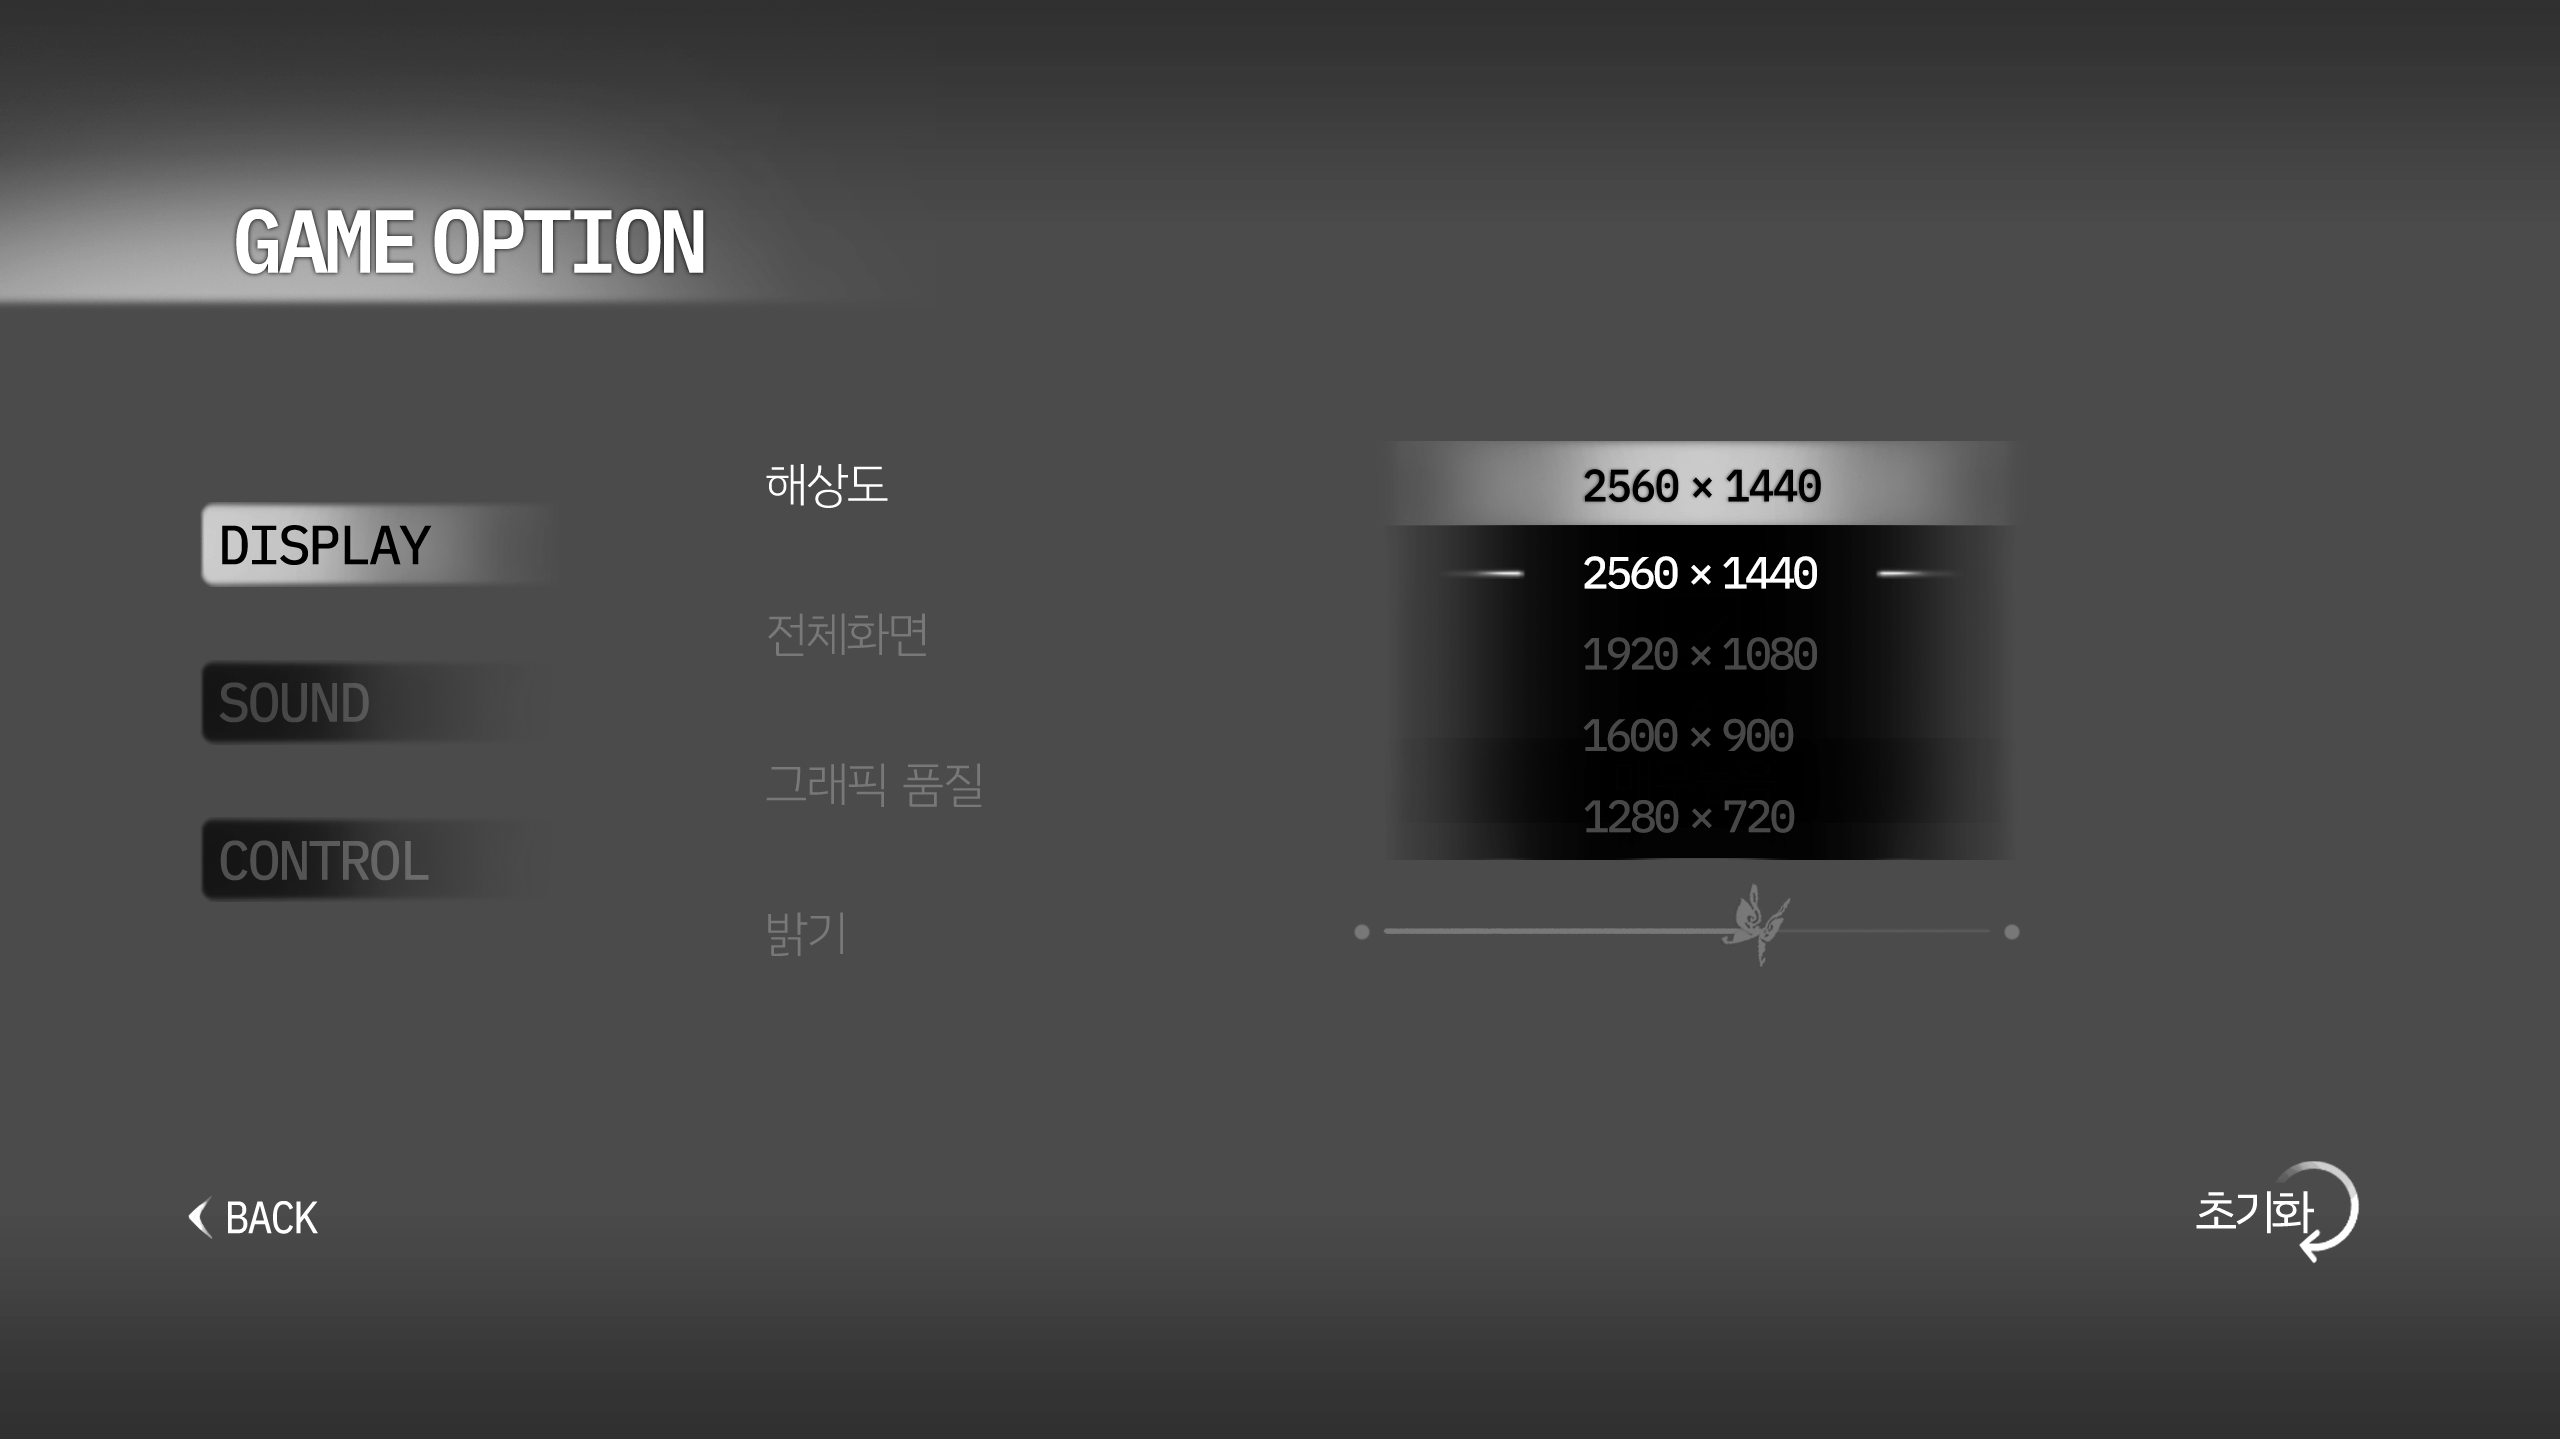 GAME OPTION
DISPLAY
SOUND
CONTROL
해상도
2560 × 1440
2560 × 1440
1920 × 1080
1600 × 900
1280 × 720
전체화면
그래픽 품질
밝기
BACK
초기화